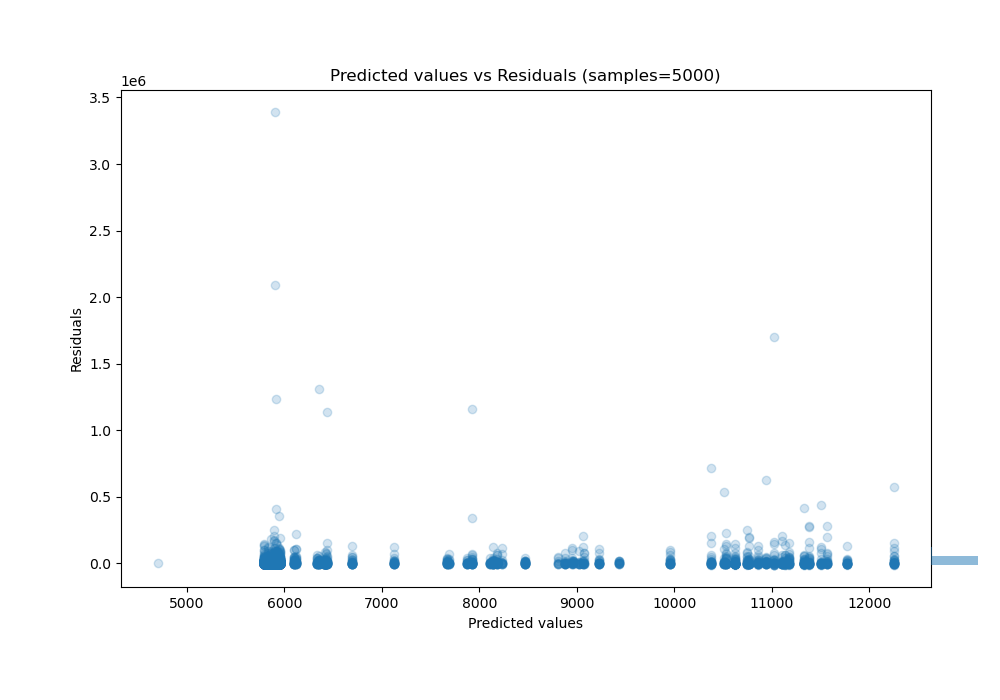 Predicted values vs Residuals (samples=5000)
1e6
3.5
3.0
2.5
2.0
1.5
1.0
0.5
0.0
Residuals
5000 6000 7000 8000 9000 10000 11000 12000
Predicted values